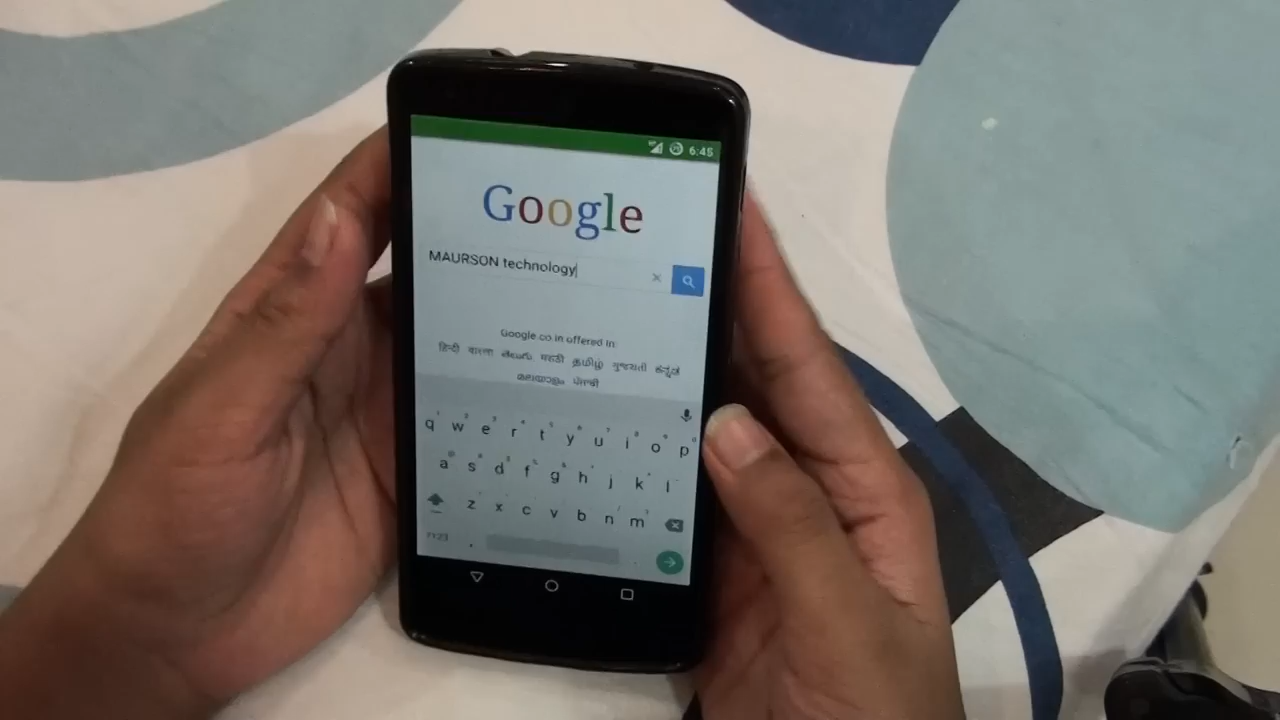 6:45
Google
MAURSON technology
Google.co.in offered in:
हिन्दी বাংলা తెలుగు मराठी தமிழ் ગુજરાતી ಕನ್ನಡ
മലയാളം ਪੰਜਾਬੀ
q w e r t y u i o p
a s d f g h j k l
z x c v b n m
?123 , .